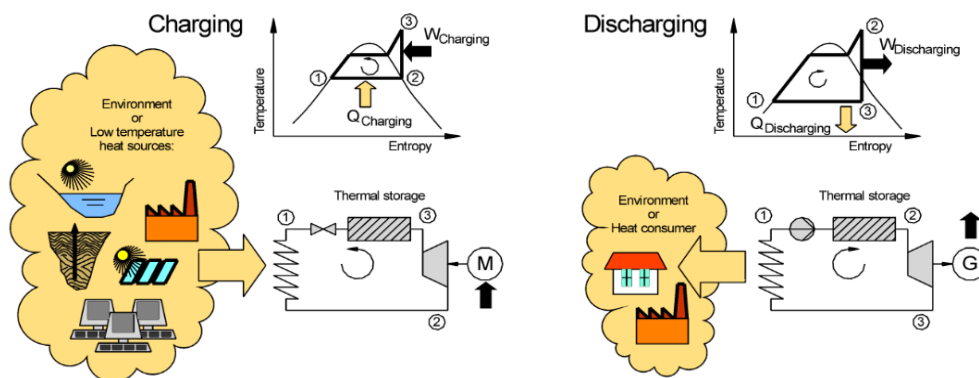 Charging
Temperature
③
W Charging
①
②
Q Charging
Entropy
Environment
or
Low temperature
heat sources:
Thermal storage
①
③
M
②
Discharging
Temperature
②
W Discharging
①
③
Q Discharging
Entropy
Environment
or
Heat consumer
Thermal storage
①
②
G
③